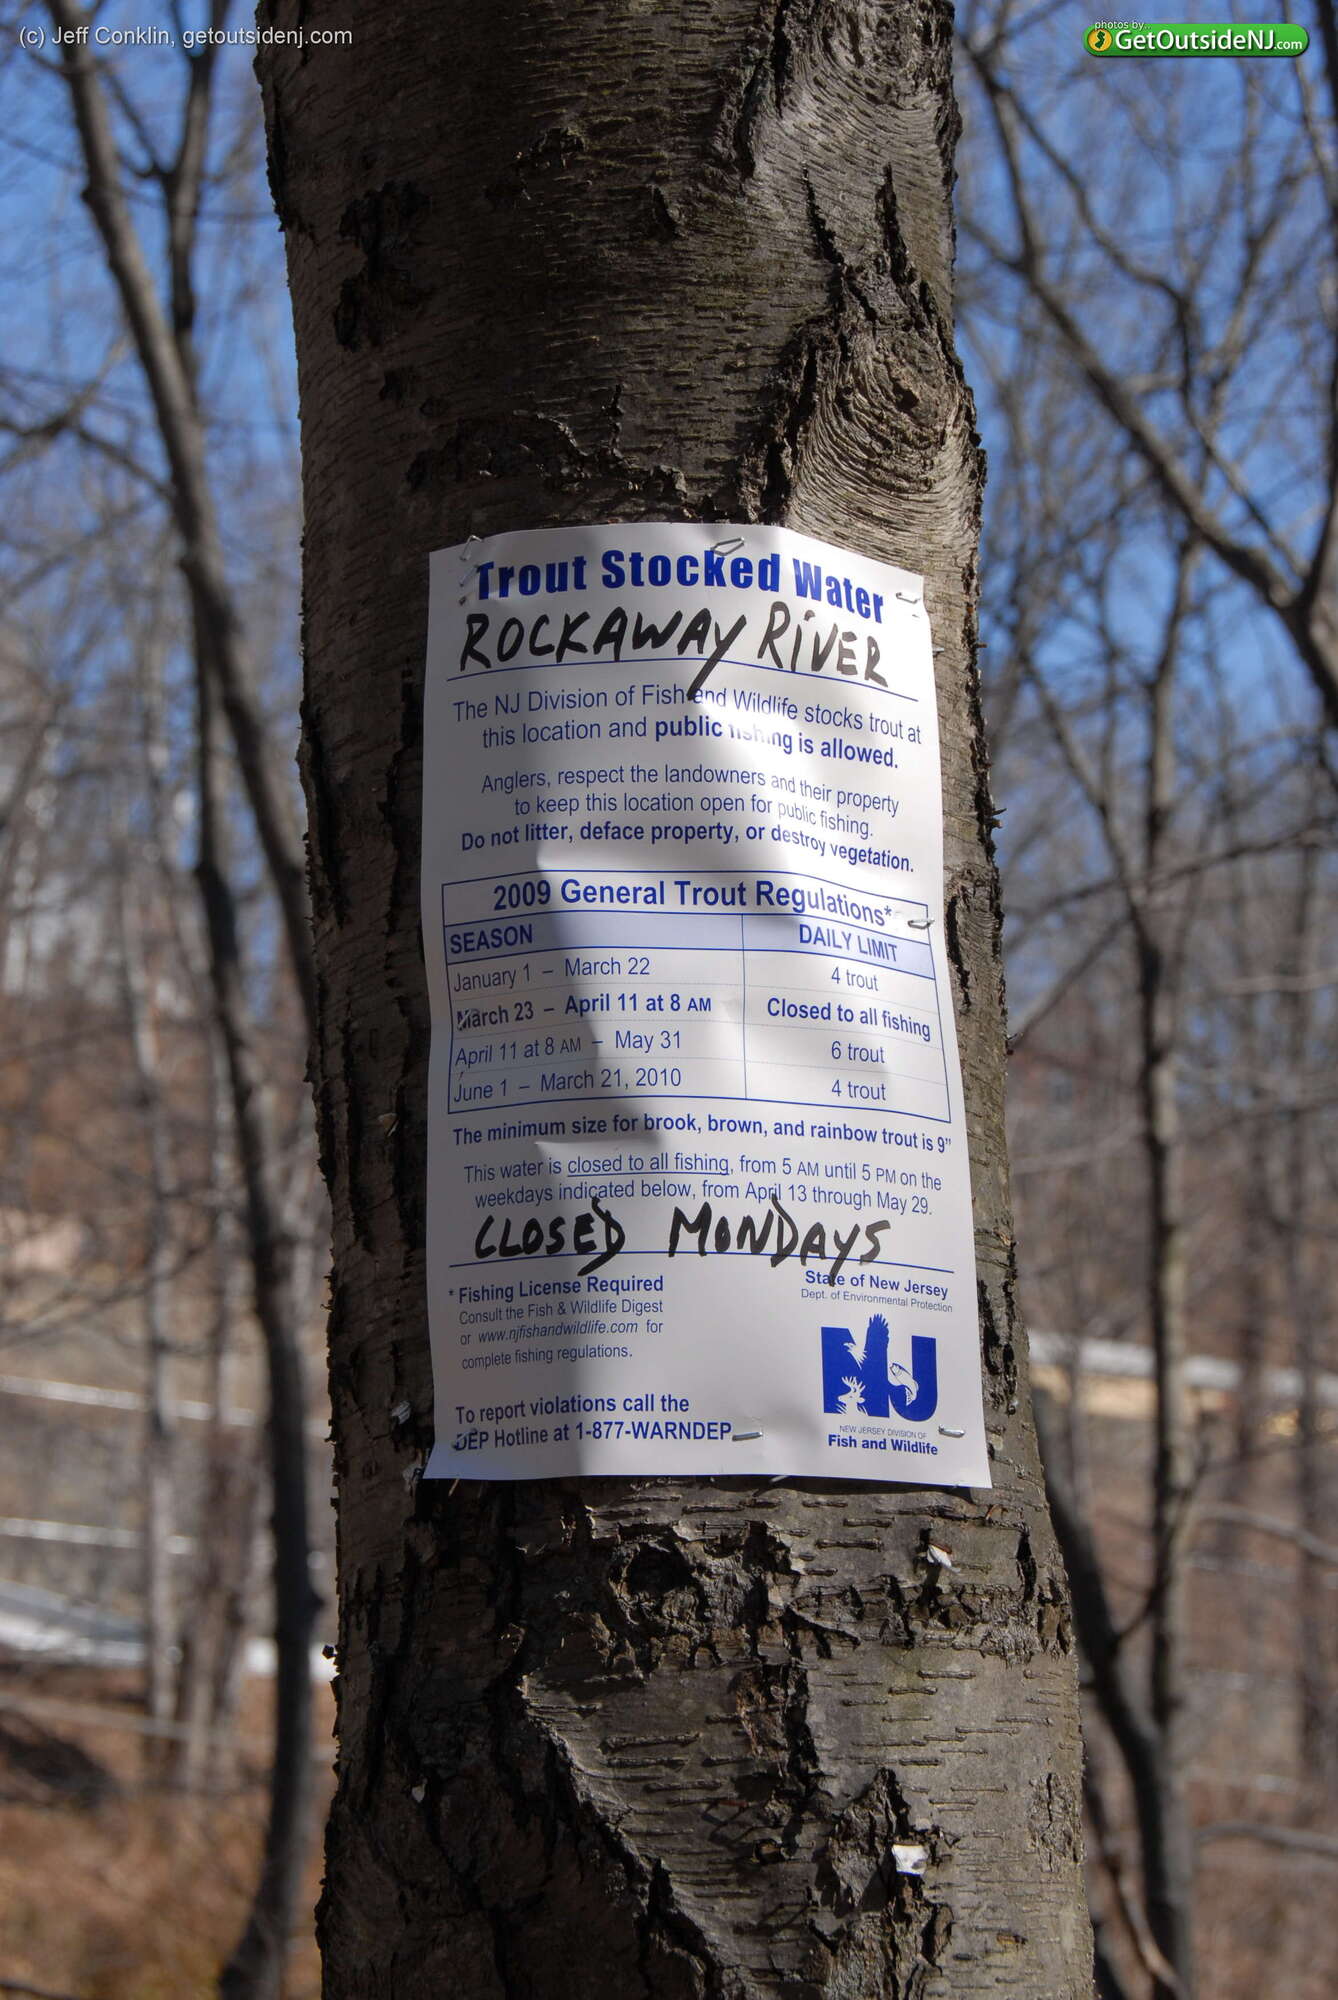 (c) Jeff Conklin, getoutsidenj.com
photos by..
GetOutsideNJ.com
Trout Stocked Water
ROCKAWAY RIVER
The NJ Division of Fish and Wildlife stocks trout at
this location and public fishing is allowed.
Anglers, respect the landowners and their property
to keep this location open for public fishing.
Do not litter, deface property, or destroy vegetation.
2009 General Trout Regulations*
SEASON DAILY LIMIT
January 1 – March 22 4 trout
March 23 – April 11 at 8 AM Closed to all fishing
April 11 at 8 AM – May 31 6 trout
June 1 – March 21, 2010 4 trout
The minimum size for brook, brown, and rainbow trout is 9"
This water is closed to all fishing, from 5 AM until 5 PM on the
weekdays indicated below, from April 13 through May 29.
CLOSED MONDAYS
* Fishing License Required
Consult the Fish & Wildlife Digest
or www.njfishandwildlife.com for
complete fishing regulations.
To report violations call the
DEP Hotline at 1-877-WARNDEP
State of New Jersey
Dept. of Environmental Protection
NJ
NEW JERSEY DIVISION OF
Fish and Wildlife